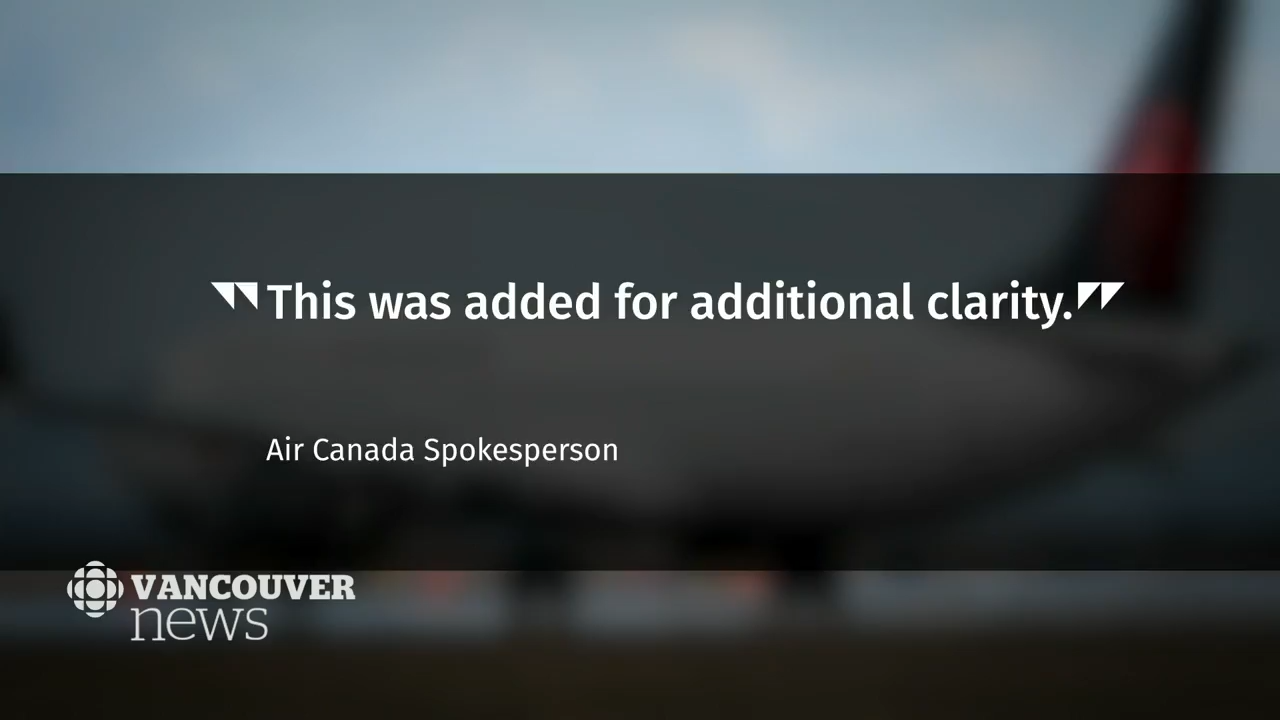 "This was added for additional clarity."
Air Canada Spokesperson
VANCOUVER
news